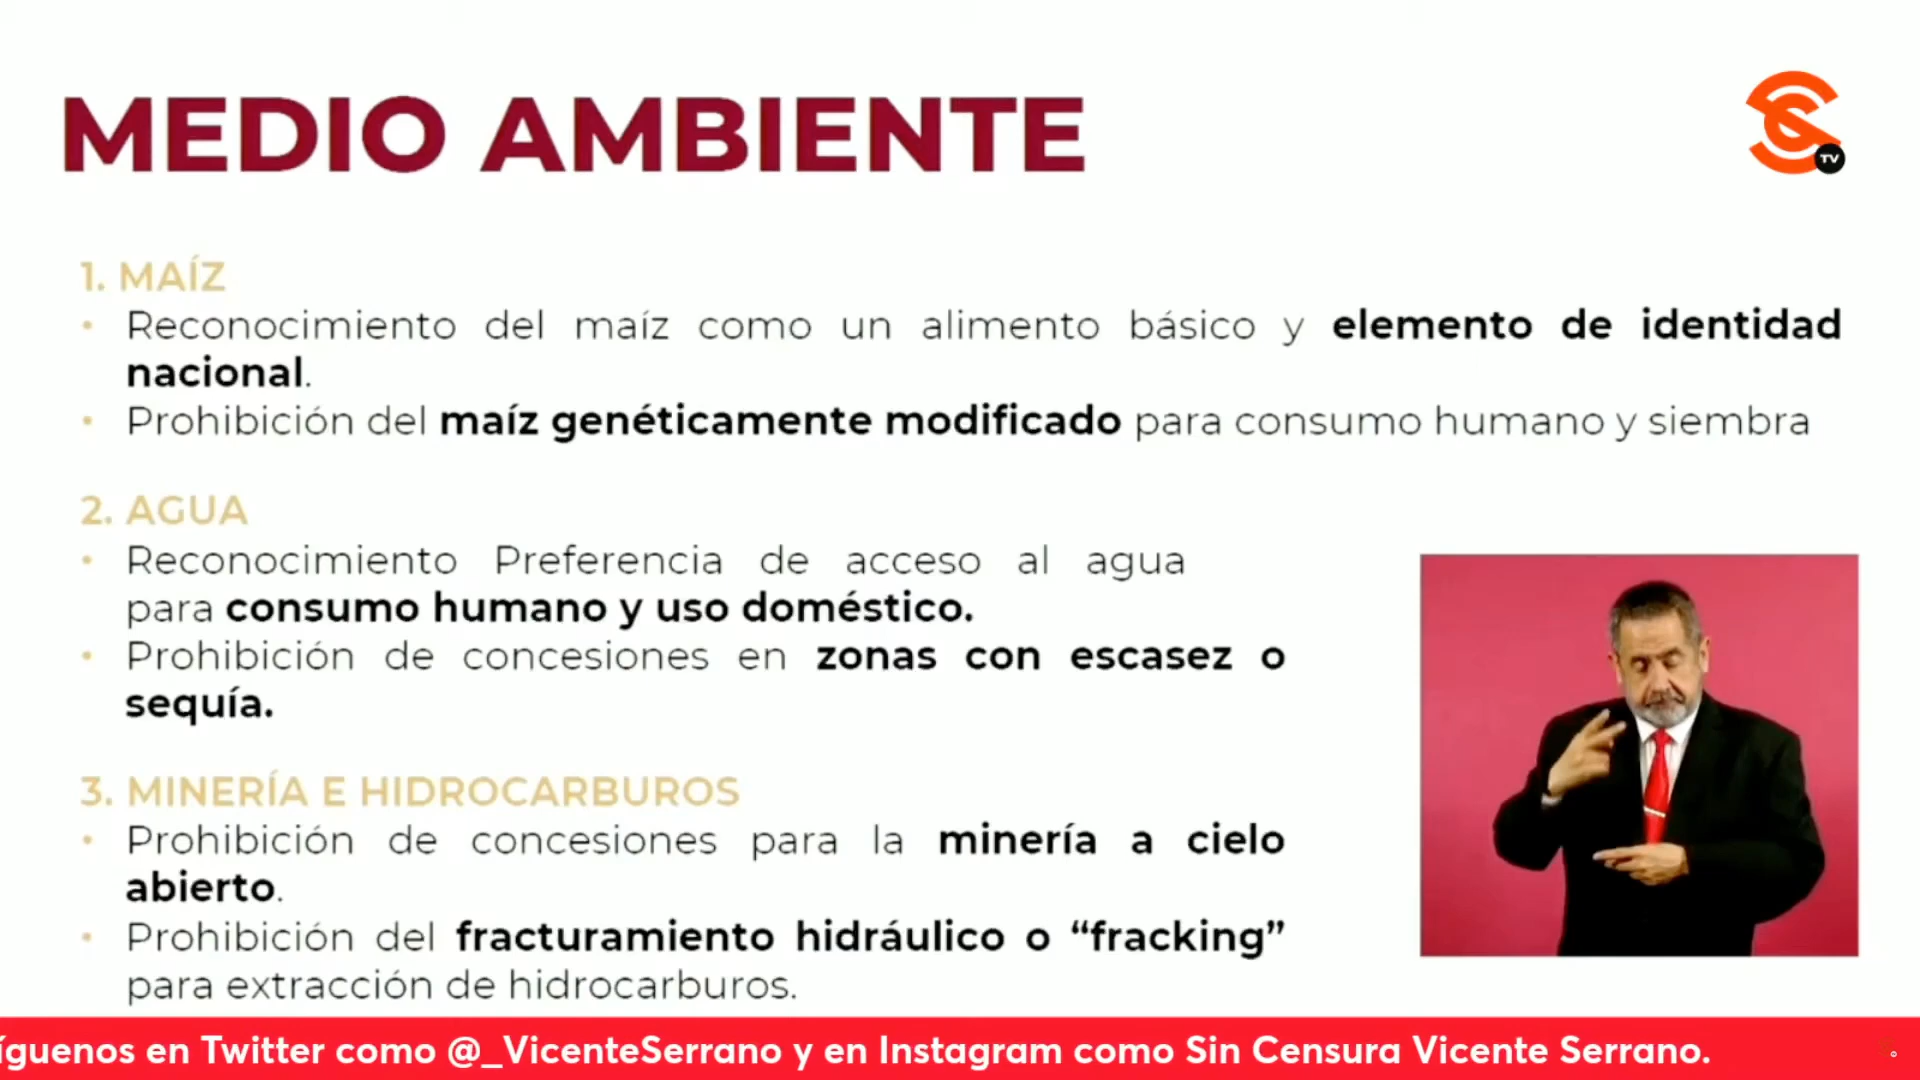 MEDIO AMBIENTE
TV
1. MAÍZ
• Reconocimiento del maíz como un alimento básico y elemento de identidad
nacional.
• Prohibición del maíz genéticamente modificado para consumo humano y siembra
2. AGUA
• Reconocimiento Preferencia de acceso al agua
para consumo humano y uso doméstico.
• Prohibición de concesiones en zonas con escasez o
sequía.
3. MINERÍA E HIDROCARBUROS
• Prohibición de concesiones para la minería a cielo
abierto.
• Prohibición del fracturamiento hidráulico o “fracking”
para extracción de hidrocarburos.
íguenos en Twitter como @_VicenteSerrano y en Instagram como Sin Censura Vicente Serrano.